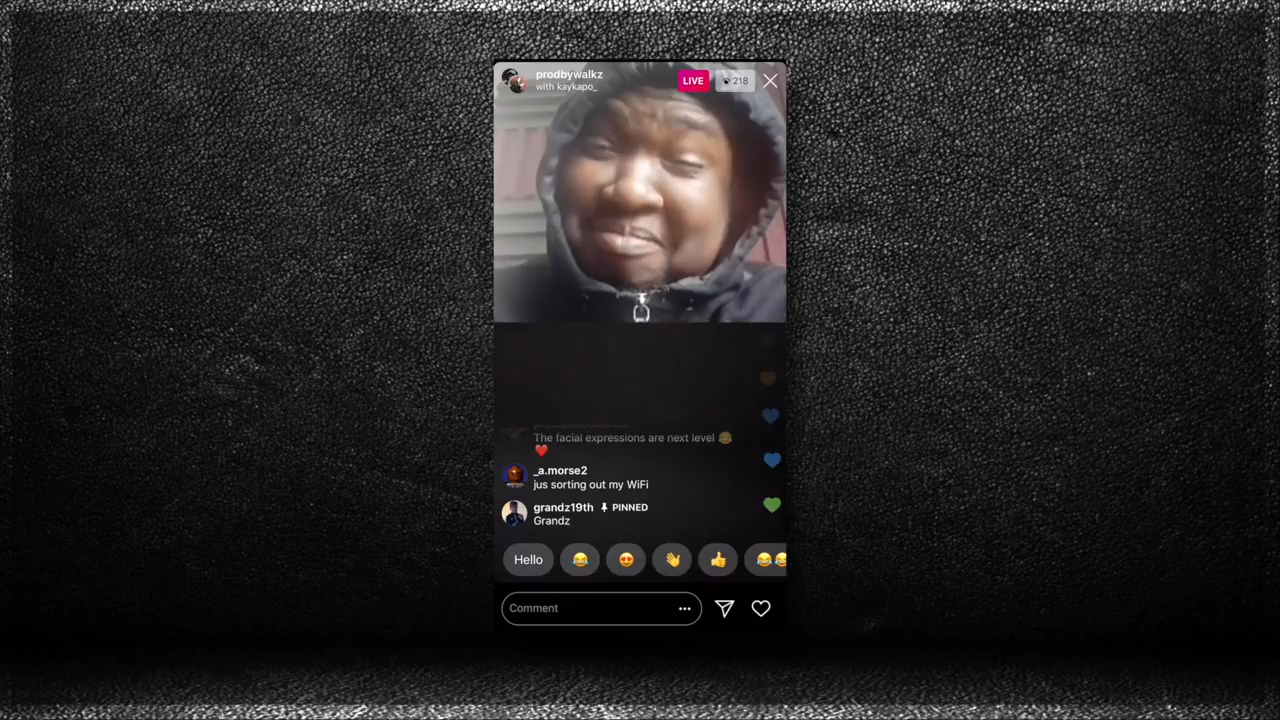 prodbywalkz
with kaykapo_
LIVE
218
The facial expressions are next level 😂
❤️
_a.morse2
jus sorting out my WiFi
grandz19th PINNED
Grandz
Hello
Comment